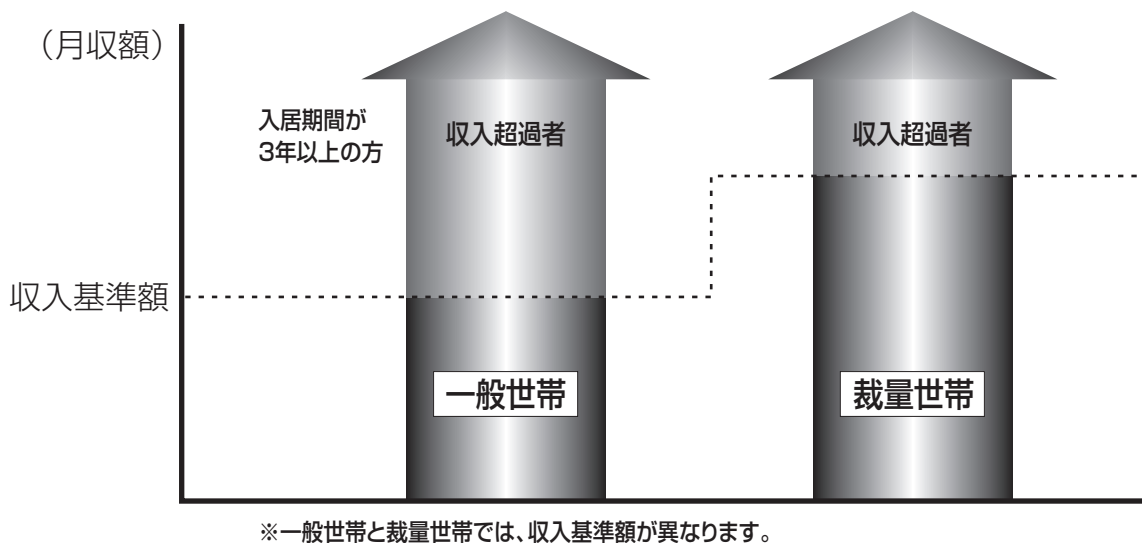 （月収額）
入居期間が
3年以上の方
収入超過者
収入超過者
収入基準額
一般世帯
裁量世帯
※一般世帯と裁量世帯では、収入基準額が異なります。